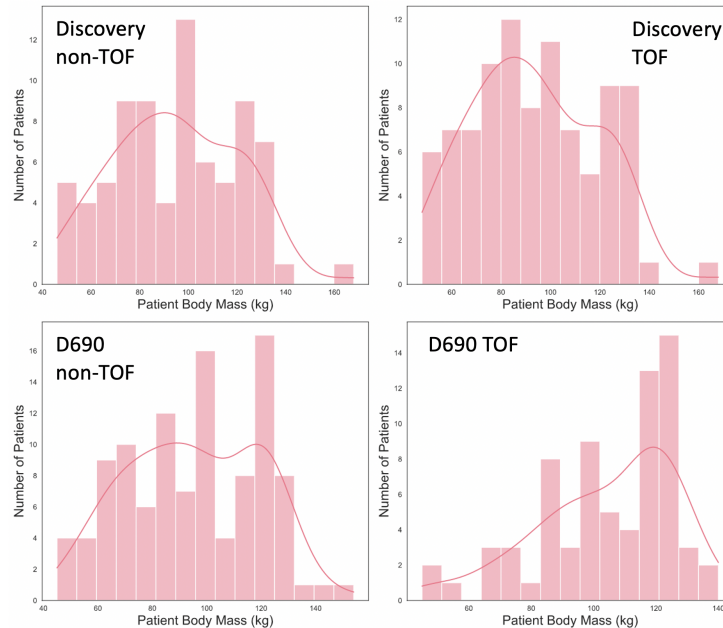 Discovery
non-TOF
Number of Patients
12
10
8
6
4
2
0
40 60 80 100 120 140 160
Patient Body Mass (kg)
Discovery
TOF
Number of Patients
12
10
8
6
4
2
0
60 80 100 120 140 160
Patient Body Mass (kg)
D690
non-TOF
Number of Patients
16
14
12
10
8
6
4
2
0
40 60 80 100 120 140
Patient Body Mass (kg)
D690 TOF
Number of Patients
14
12
10
8
6
4
2
0
60 80 100 120 140
Patient Body Mass (kg)